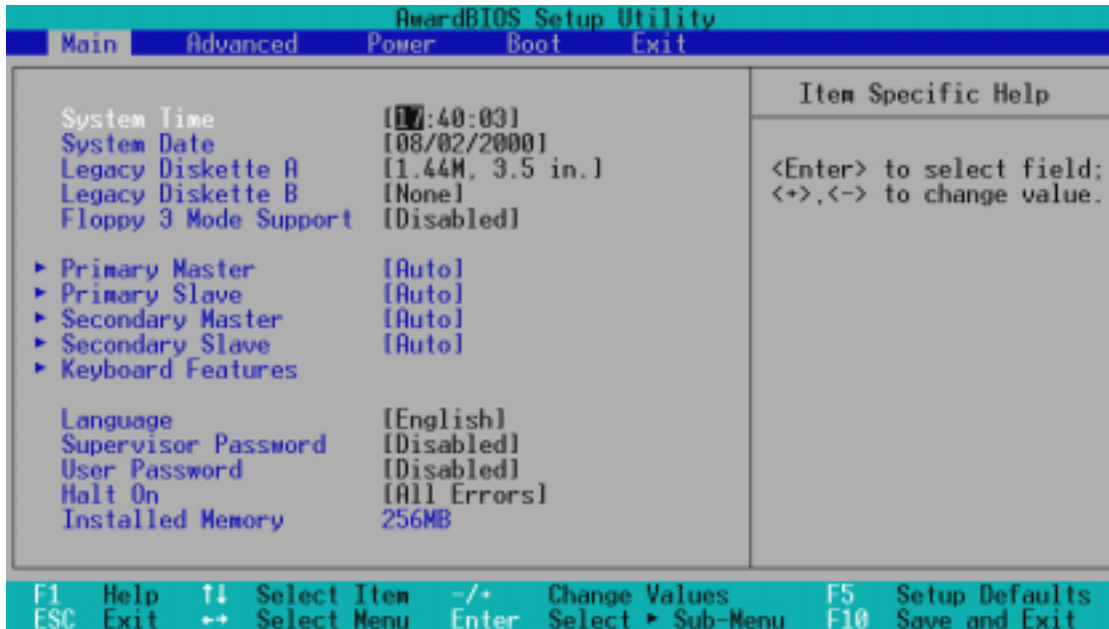 AwardBIOS Setup Utility
Main Advanced Power Boot Exit
Item Specific Help
System Time [17:40:03]
System Date [08/02/2000]
Legacy Diskette A [1.44M, 3.5 in.]
Legacy Diskette B [None]
Floppy 3 Mode Support [Disabled]
<Enter> to select field;
<+>,<-> to change value.
▶ Primary Master [Auto]
▶ Primary Slave [Auto]
▶ Secondary Master [Auto]
▶ Secondary Slave [Auto]
▶ Keyboard Features
Language [English]
Supervisor Password [Disabled]
User Password [Disabled]
Halt On [All Errors]
Installed Memory 256MB
F1 Help ↑↓ Select Item -/+ Change Values F5 Setup Defaults
ESC Exit ←→ Select Menu Enter Select ▶ Sub-Menu F10 Save and Exit